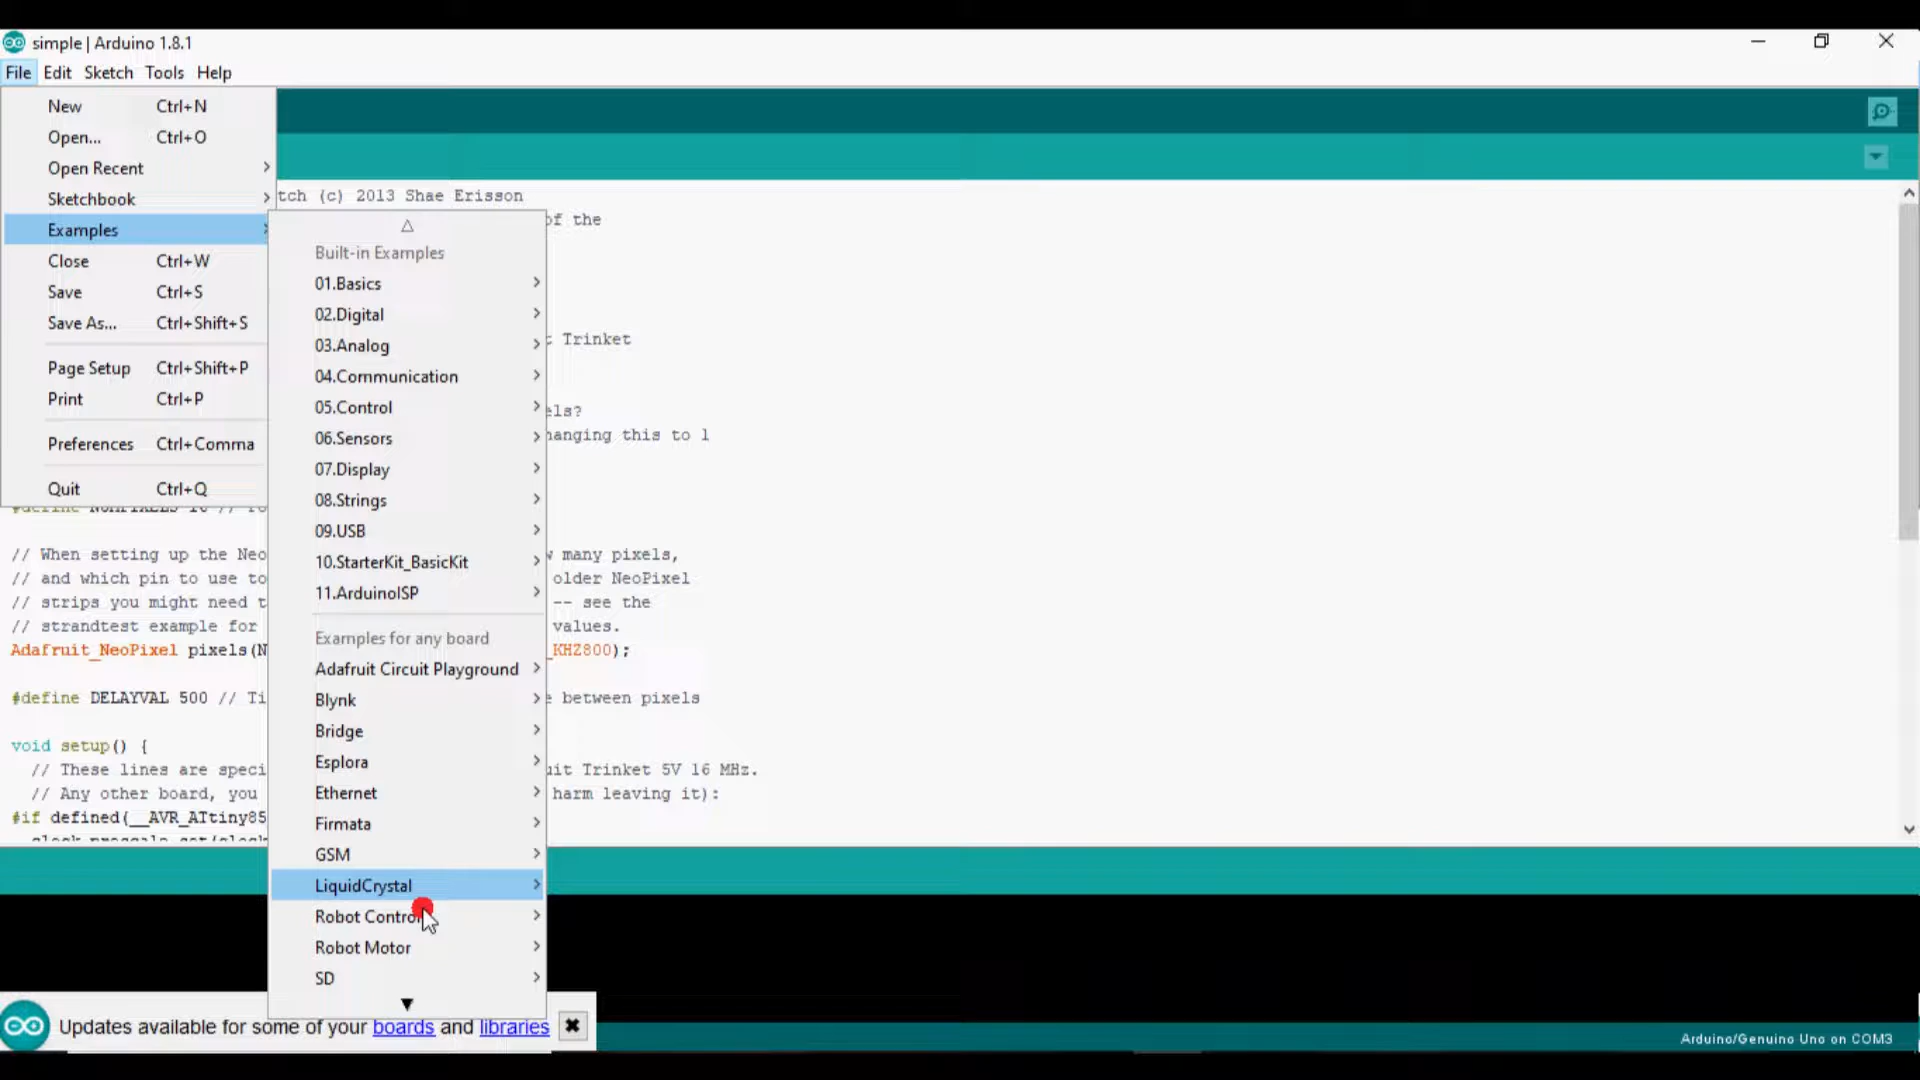 simple | Arduino 1.8.1
File Edit Sketch Tools Help
New Ctrl+N
Open... Ctrl+O
Open Recent
Sketchbook
Examples
Close Ctrl+W
Save Ctrl+S
Save As... Ctrl+Shift+S
Page Setup Ctrl+Shift+P
Print Ctrl+P
Preferences Ctrl+Comma
Quit Ctrl+Q
Built-in Examples
01.Basics
02.Digital
03.Analog
04.Communication
05.Control
06.Sensors
07.Display
08.Strings
09.USB
10.StarterKit_BasicKit
11.ArduinoISP
Examples for any board
Adafruit Circuit Playground
Blynk
Bridge
Esplora
Ethernet
Firmata
GSM
LiquidCrystal
Robot Control
Robot Motor
SD
tch (c) 2013 Shae Erisson
of the
t Trinket
els?
hanging this to 1
// When setting up the Neo w many pixels,
// and which pin to use to older NeoPixel
// strips you might need t -- see the
// strandtest example for values.
Adafruit_NeoPixel pixels(N _KHZ800);
#define DELAYVAL 500 // Ti e between pixels
void setup() {
// These lines are speci uit Trinket 5V 16 MHz.
// Any other board, you harm leaving it):
#if defined(__AVR_ATtiny85
Updates available for some of your boards and libraries
Arduino/Genuino Uno on COM3